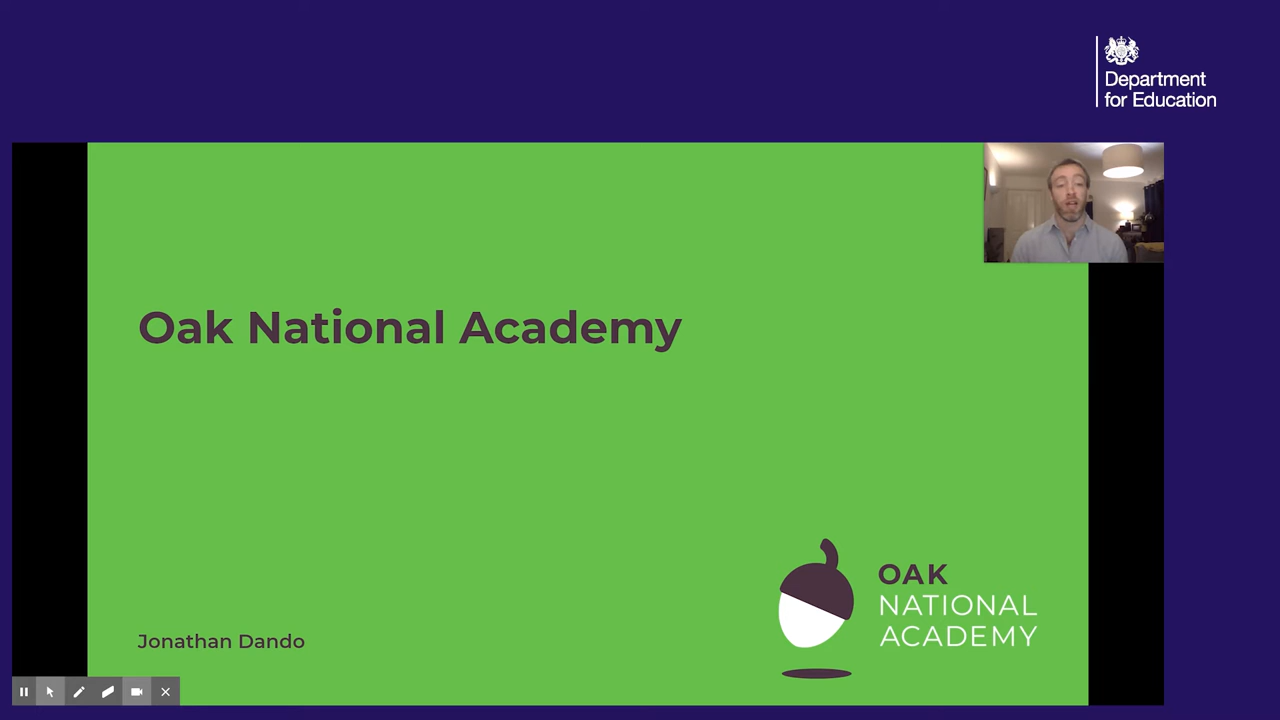 Department
for Education
Oak National Academy
OAK
NATIONAL
ACADEMY
Jonathan Dando